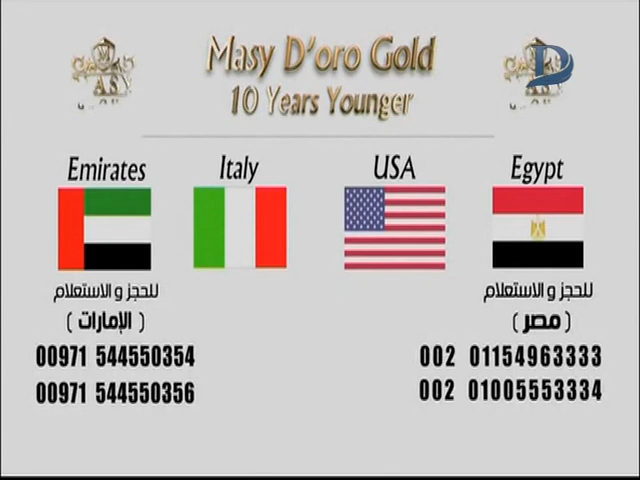 Masy D'oro Gold
10 Years Younger
Emirates
Italy
USA
Egypt
للحجز و الاستعلام
( الإمارات )
00971 544550354
00971 544550356
للحجز و الاستعلام
( مصر )
002 01154963333
002 01005553334